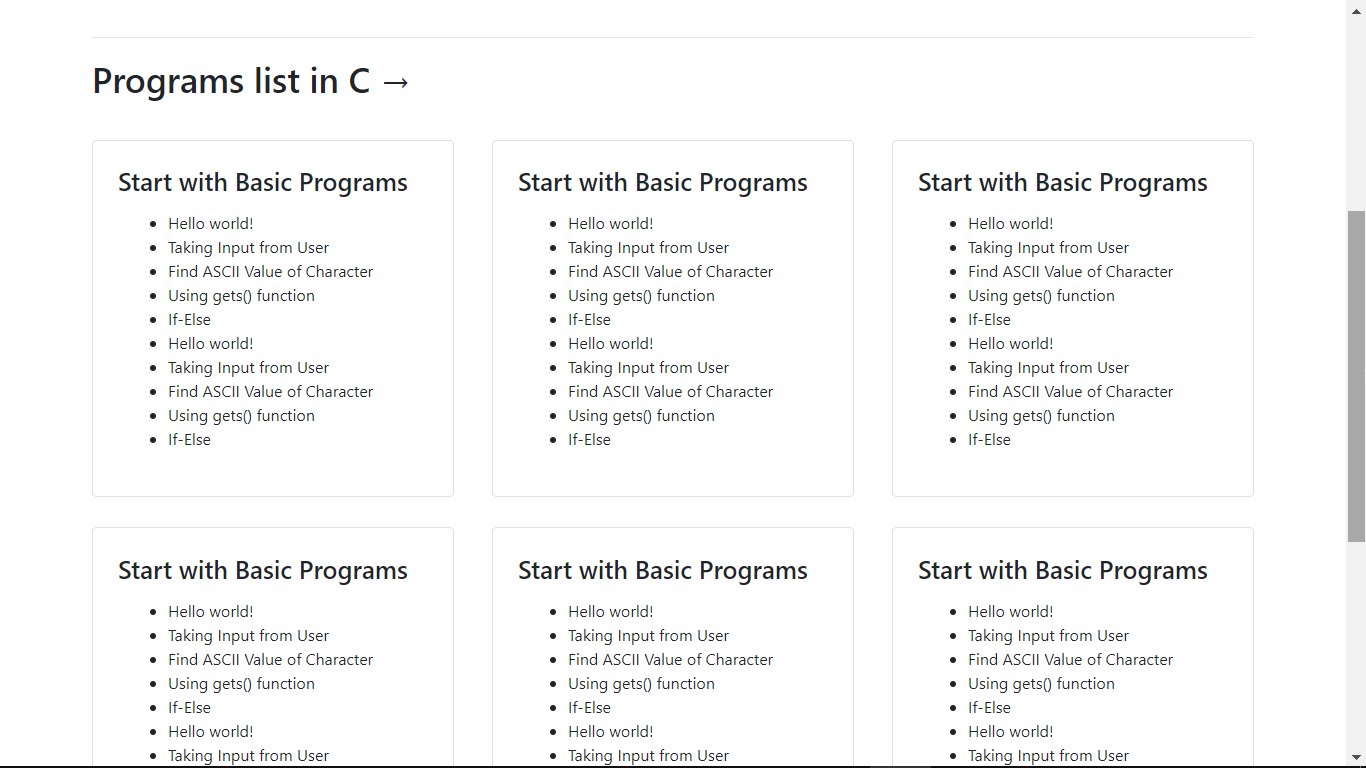 Programs list in C →
Start with Basic Programs
• Hello world!
• Taking Input from User
• Find ASCII Value of Character
• Using gets() function
• If-Else
• Hello world!
• Taking Input from User
• Find ASCII Value of Character
• Using gets() function
• If-Else
Start with Basic Programs
• Hello world!
• Taking Input from User
• Find ASCII Value of Character
• Using gets() function
• If-Else
• Hello world!
• Taking Input from User
• Find ASCII Value of Character
• Using gets() function
• If-Else
Start with Basic Programs
• Hello world!
• Taking Input from User
• Find ASCII Value of Character
• Using gets() function
• If-Else
• Hello world!
• Taking Input from User
• Find ASCII Value of Character
• Using gets() function
• If-Else
Start with Basic Programs
• Hello world!
• Taking Input from User
• Find ASCII Value of Character
• Using gets() function
• If-Else
• Hello world!
• Taking Input from User
Start with Basic Programs
• Hello world!
• Taking Input from User
• Find ASCII Value of Character
• Using gets() function
• If-Else
• Hello world!
• Taking Input from User
Start with Basic Programs
• Hello world!
• Taking Input from User
• Find ASCII Value of Character
• Using gets() function
• If-Else
• Hello world!
• Taking Input from User